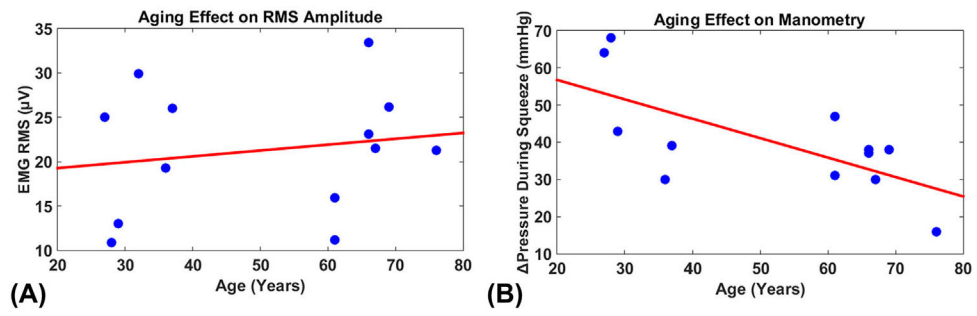 Aging Effect on RMS Amplitude
35
30
25
20
15
10
EMG RMS (µV)
20 30 40 50 60 70 80
Age (Years)
(A)
Aging Effect on Manometry
70
60
50
40
30
20
10
ΔPressure During Squeeze (mmHg)
20 30 40 50 60 70 80
Age (Years)
(B)